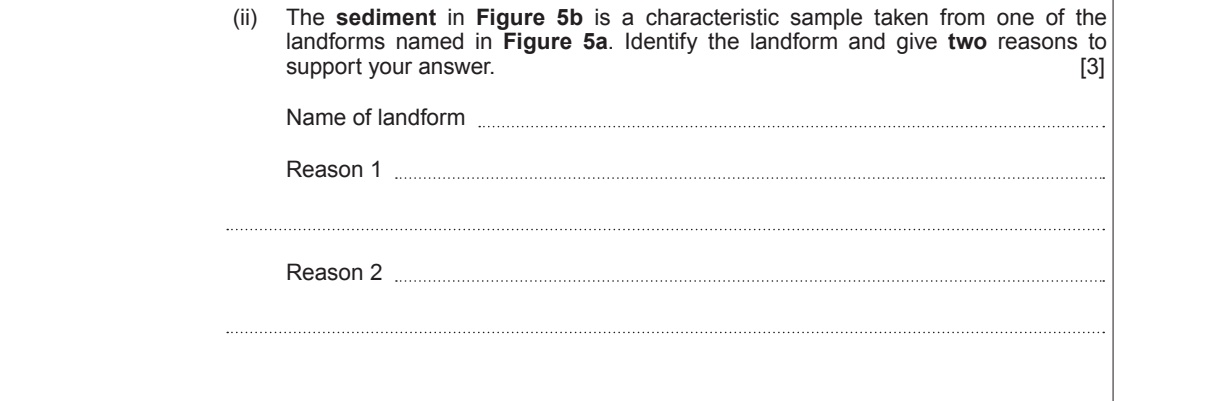 (ii) The sediment in Figure 5b is a characteristic sample taken from one of the
landforms named in Figure 5a. Identify the landform and give two reasons to
support your answer. [3]
Name of landform
Reason 1
Reason 2